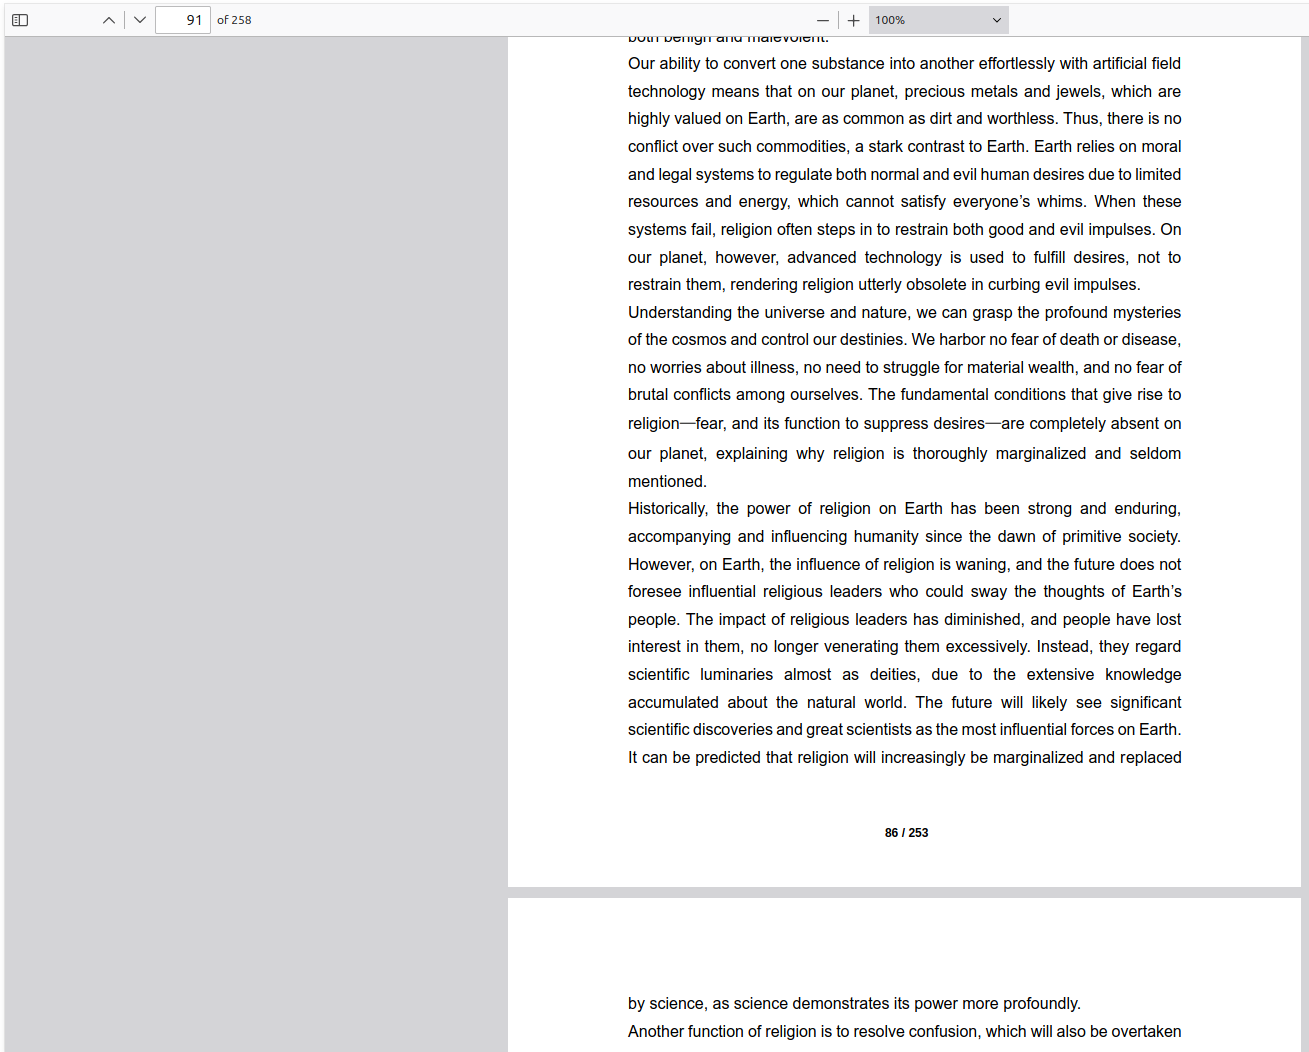 91 of 258
100%
both benign and malevolent.
Our ability to convert one substance into another effortlessly with artificial field
technology means that on our planet, precious metals and jewels, which are
highly valued on Earth, are as common as dirt and worthless. Thus, there is no
conflict over such commodities, a stark contrast to Earth. Earth relies on moral
and legal systems to regulate both normal and evil human desires due to limited
resources and energy, which cannot satisfy everyone’s whims. When these
systems fail, religion often steps in to restrain both good and evil impulses. On
our planet, however, advanced technology is used to fulfill desires, not to
restrain them, rendering religion utterly obsolete in curbing evil impulses.
Understanding the universe and nature, we can grasp the profound mysteries
of the cosmos and control our destinies. We harbor no fear of death or disease,
no worries about illness, no need to struggle for material wealth, and no fear of
brutal conflicts among ourselves. The fundamental conditions that give rise to
religion—fear, and its function to suppress desires—are completely absent on
our planet, explaining why religion is thoroughly marginalized and seldom
mentioned.
Historically, the power of religion on Earth has been strong and enduring,
accompanying and influencing humanity since the dawn of primitive society.
However, on Earth, the influence of religion is waning, and the future does not
foresee influential religious leaders who could sway the thoughts of Earth’s
people. The impact of religious leaders has diminished, and people have lost
interest in them, no longer venerating them excessively. Instead, they regard
scientific luminaries almost as deities, due to the extensive knowledge
accumulated about the natural world. The future will likely see significant
scientific discoveries and great scientists as the most influential forces on Earth.
It can be predicted that religion will increasingly be marginalized and replaced
86 / 253
by science, as science demonstrates its power more profoundly.
Another function of religion is to resolve confusion, which will also be overtaken